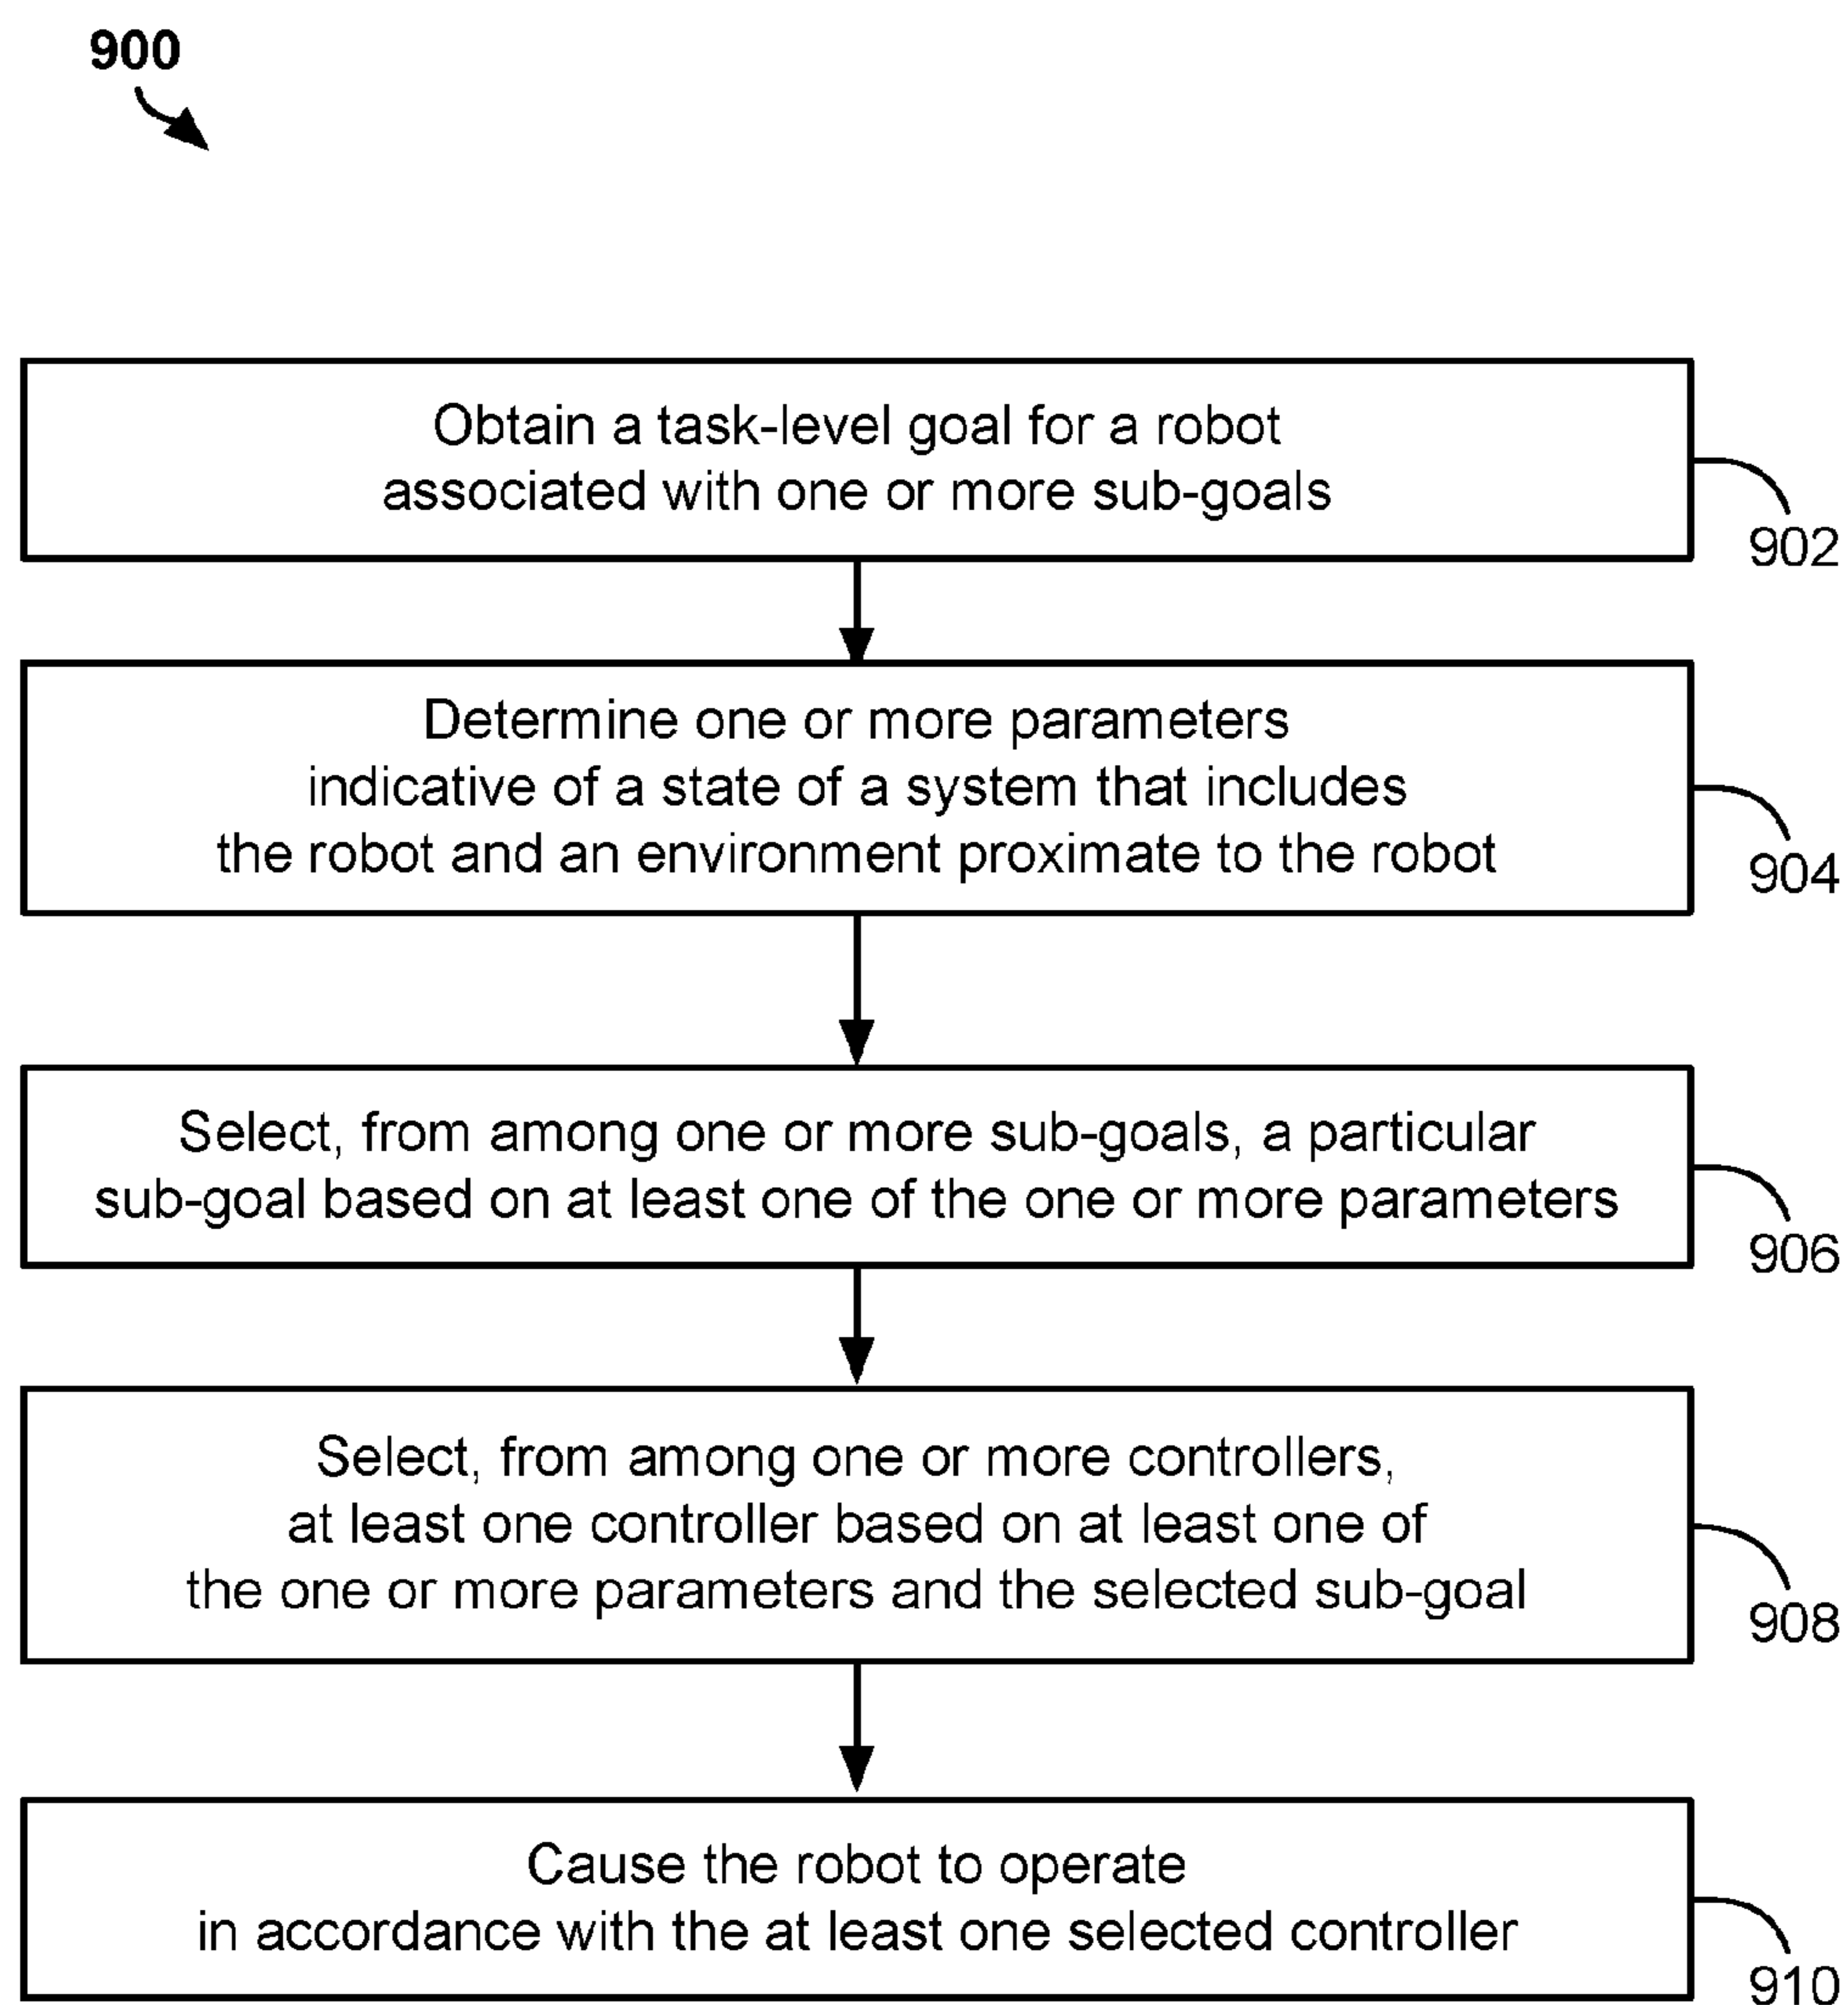 900
Obtain a task-level goal for a robot
associated with one or more sub-goals
902
Determine one or more parameters
indicative of a state of a system that includes
the robot and an environment proximate to the robot
904
Select, from among one or more sub-goals, a particular
sub-goal based on at least one of the one or more parameters
906
Select, from among one or more controllers,
at least one controller based on at least one of
the one or more parameters and the selected sub-goal
908
Cause the robot to operate
in accordance with the at least one selected controller
910